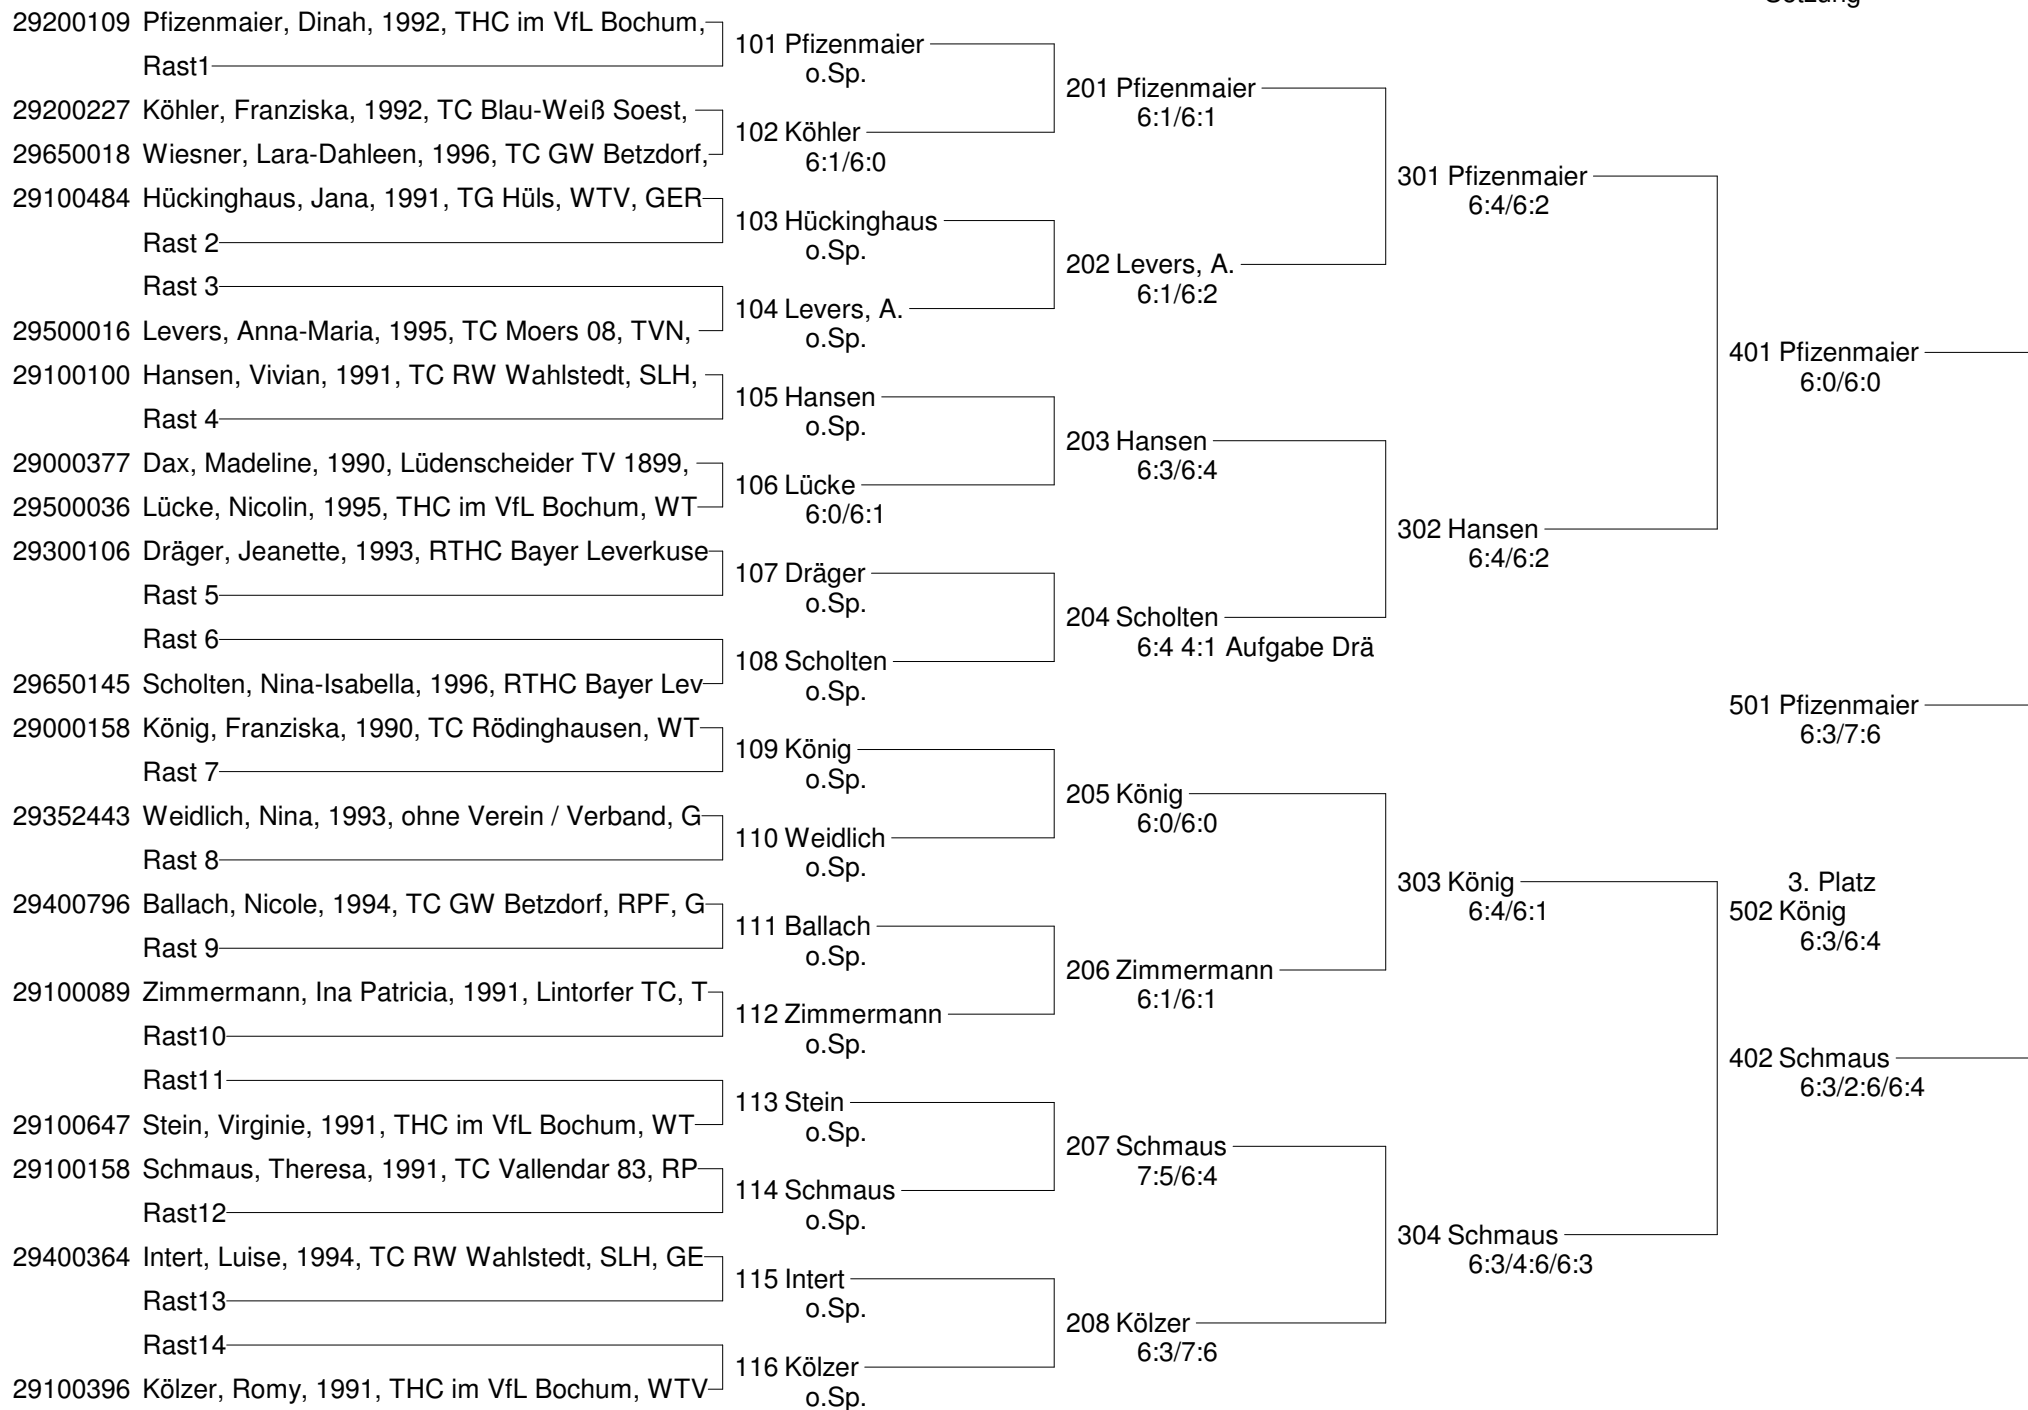 Setzung
29200109 Pfizenmaier, Dinah, 1992, THC im VfL Bochum,
Rast1
29200227 Köhler, Franziska, 1992, TC Blau-Weiß Soest,
29650018 Wiesner, Lara-Dahleen, 1996, TC GW Betzdorf,
29100484 Hückinghaus, Jana, 1991, TG Hüls, WTV, GER
Rast 2
Rast 3
29500016 Levers, Anna-Maria, 1995, TC Moers 08, TVN,
29100100 Hansen, Vivian, 1991, TC RW Wahlstedt, SLH,
Rast 4
29000377 Dax, Madeline, 1990, Lüdenscheider TV 1899,
29500036 Lücke, Nicolin, 1995, THC im VfL Bochum, WT
29300106 Dräger, Jeanette, 1993, RTHC Bayer Leverkuse
Rast 5
Rast 6
29650145 Scholten, Nina-Isabella, 1996, RTHC Bayer Lev
29000158 König, Franziska, 1990, TC Rödinghausen, WT
Rast 7
29352443 Weidlich, Nina, 1993, ohne Verein / Verband, G
Rast 8
29400796 Ballach, Nicole, 1994, TC GW Betzdorf, RPF, G
Rast 9
29100089 Zimmermann, Ina Patricia, 1991, Lintorfer TC, T
Rast10
Rast11
29100647 Stein, Virginie, 1991, THC im VfL Bochum, WT
29100158 Schmaus, Theresa, 1991, TC Vallendar 83, RP
Rast12
29400364 Intert, Luise, 1994, TC RW Wahlstedt, SLH, GE
Rast13
Rast14
29100396 Kölzer, Romy, 1991, THC im VfL Bochum, WTV
101 Pfizenmaier
o.Sp.
102 Köhler
6:1/6:0
103 Hückinghaus
o.Sp.
104 Levers, A.
o.Sp.
105 Hansen
o.Sp.
106 Lücke
6:0/6:1
107 Dräger
o.Sp.
108 Scholten
o.Sp.
109 König
o.Sp.
110 Weidlich
o.Sp.
111 Ballach
o.Sp.
112 Zimmermann
o.Sp.
113 Stein
o.Sp.
114 Schmaus
o.Sp.
115 Intert
o.Sp.
116 Kölzer
o.Sp.
201 Pfizenmaier
6:1/6:1
202 Levers, A.
6:1/6:2
203 Hansen
6:3/6:4
204 Scholten
6:4 4:1 Aufgabe Drä
205 König
6:0/6:0
206 Zimmermann
6:1/6:1
207 Schmaus
7:5/6:4
208 Kölzer
6:3/7:6
301 Pfizenmaier
6:4/6:2
302 Hansen
6:4/6:2
303 König
6:4/6:1
304 Schmaus
6:3/4:6/6:3
401 Pfizenmaier
6:0/6:0
501 Pfizenmaier
6:3/7:6
3. Platz
502 König
6:3/6:4
402 Schmaus
6:3/2:6/6:4